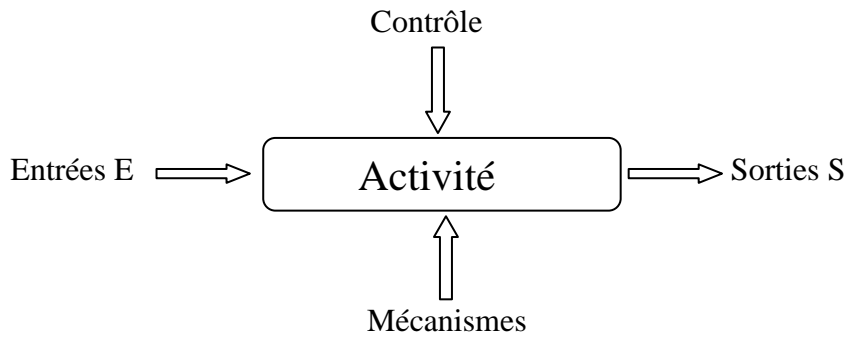 Contrôle
Entrées E
Activité
Sorties S
Mécanismes